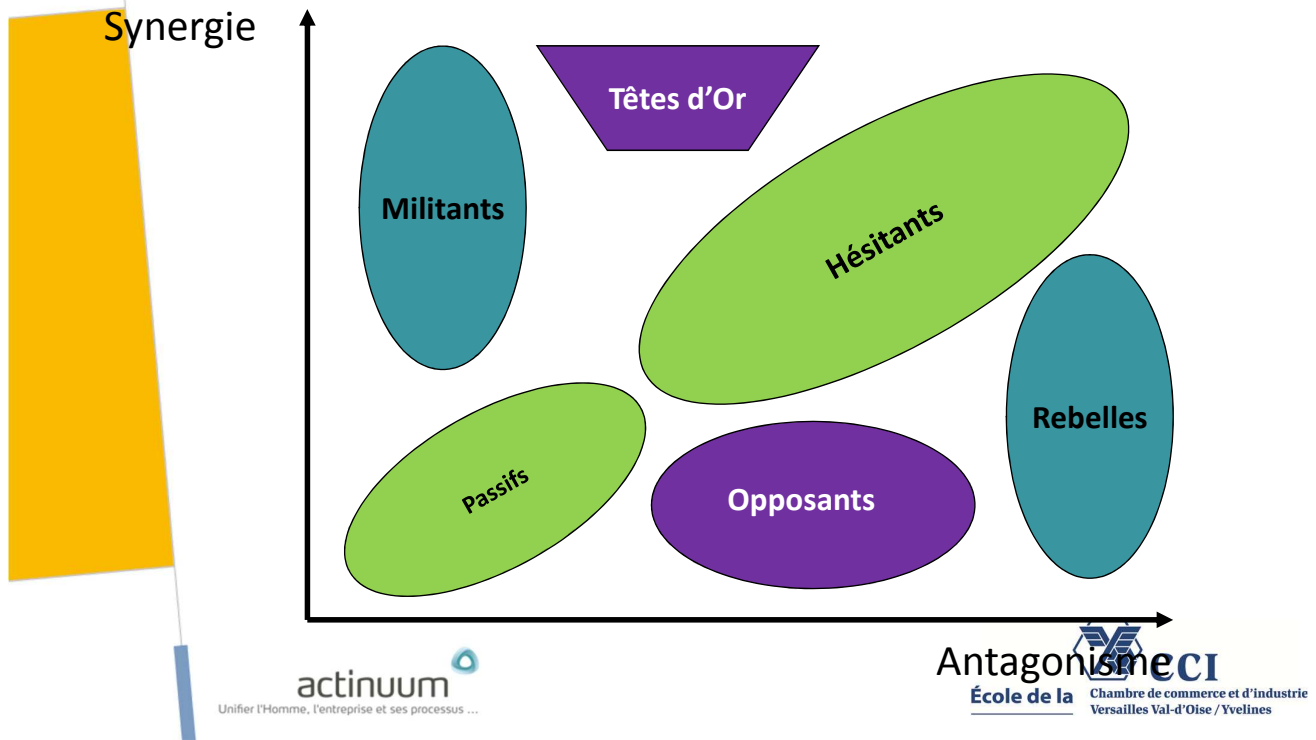 Synergie
Têtes d'Or
Militants
Hésitants
Rebelles
Passifs
Opposants
Antagonisme
actinuum
Unifier l'Homme, l'entreprise et ses processus ...
CCI
École de la
Chambre de commerce et d'industrie
Versailles Val-d'Oise / Yvelines